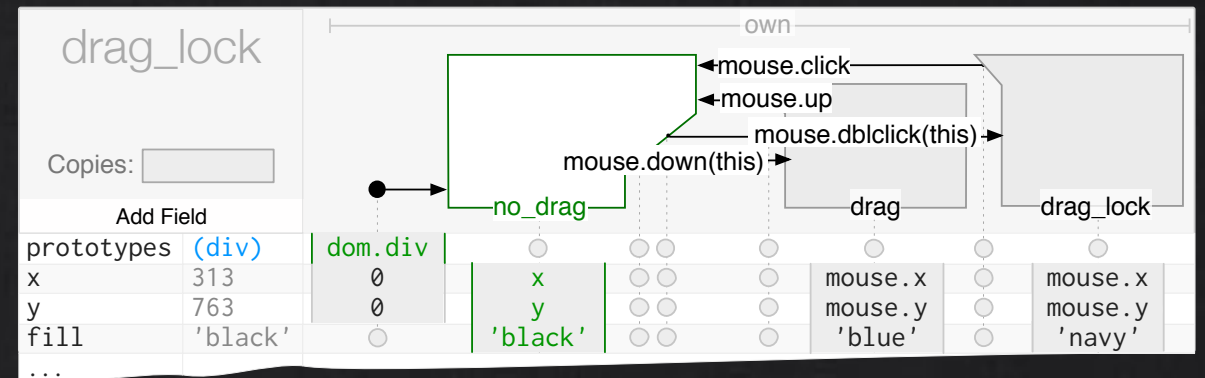 own
drag_lock
mouse.click
mouse.up
mouse.dblclick(this)
mouse.down(this)
Copies:
no_drag
drag
drag_lock
Add Field
prototypes (div) dom.div
x 313 0 x mouse.x mouse.x
y 763 0 y mouse.y mouse.y
fill 'black' 'black' 'blue' 'navy'
...